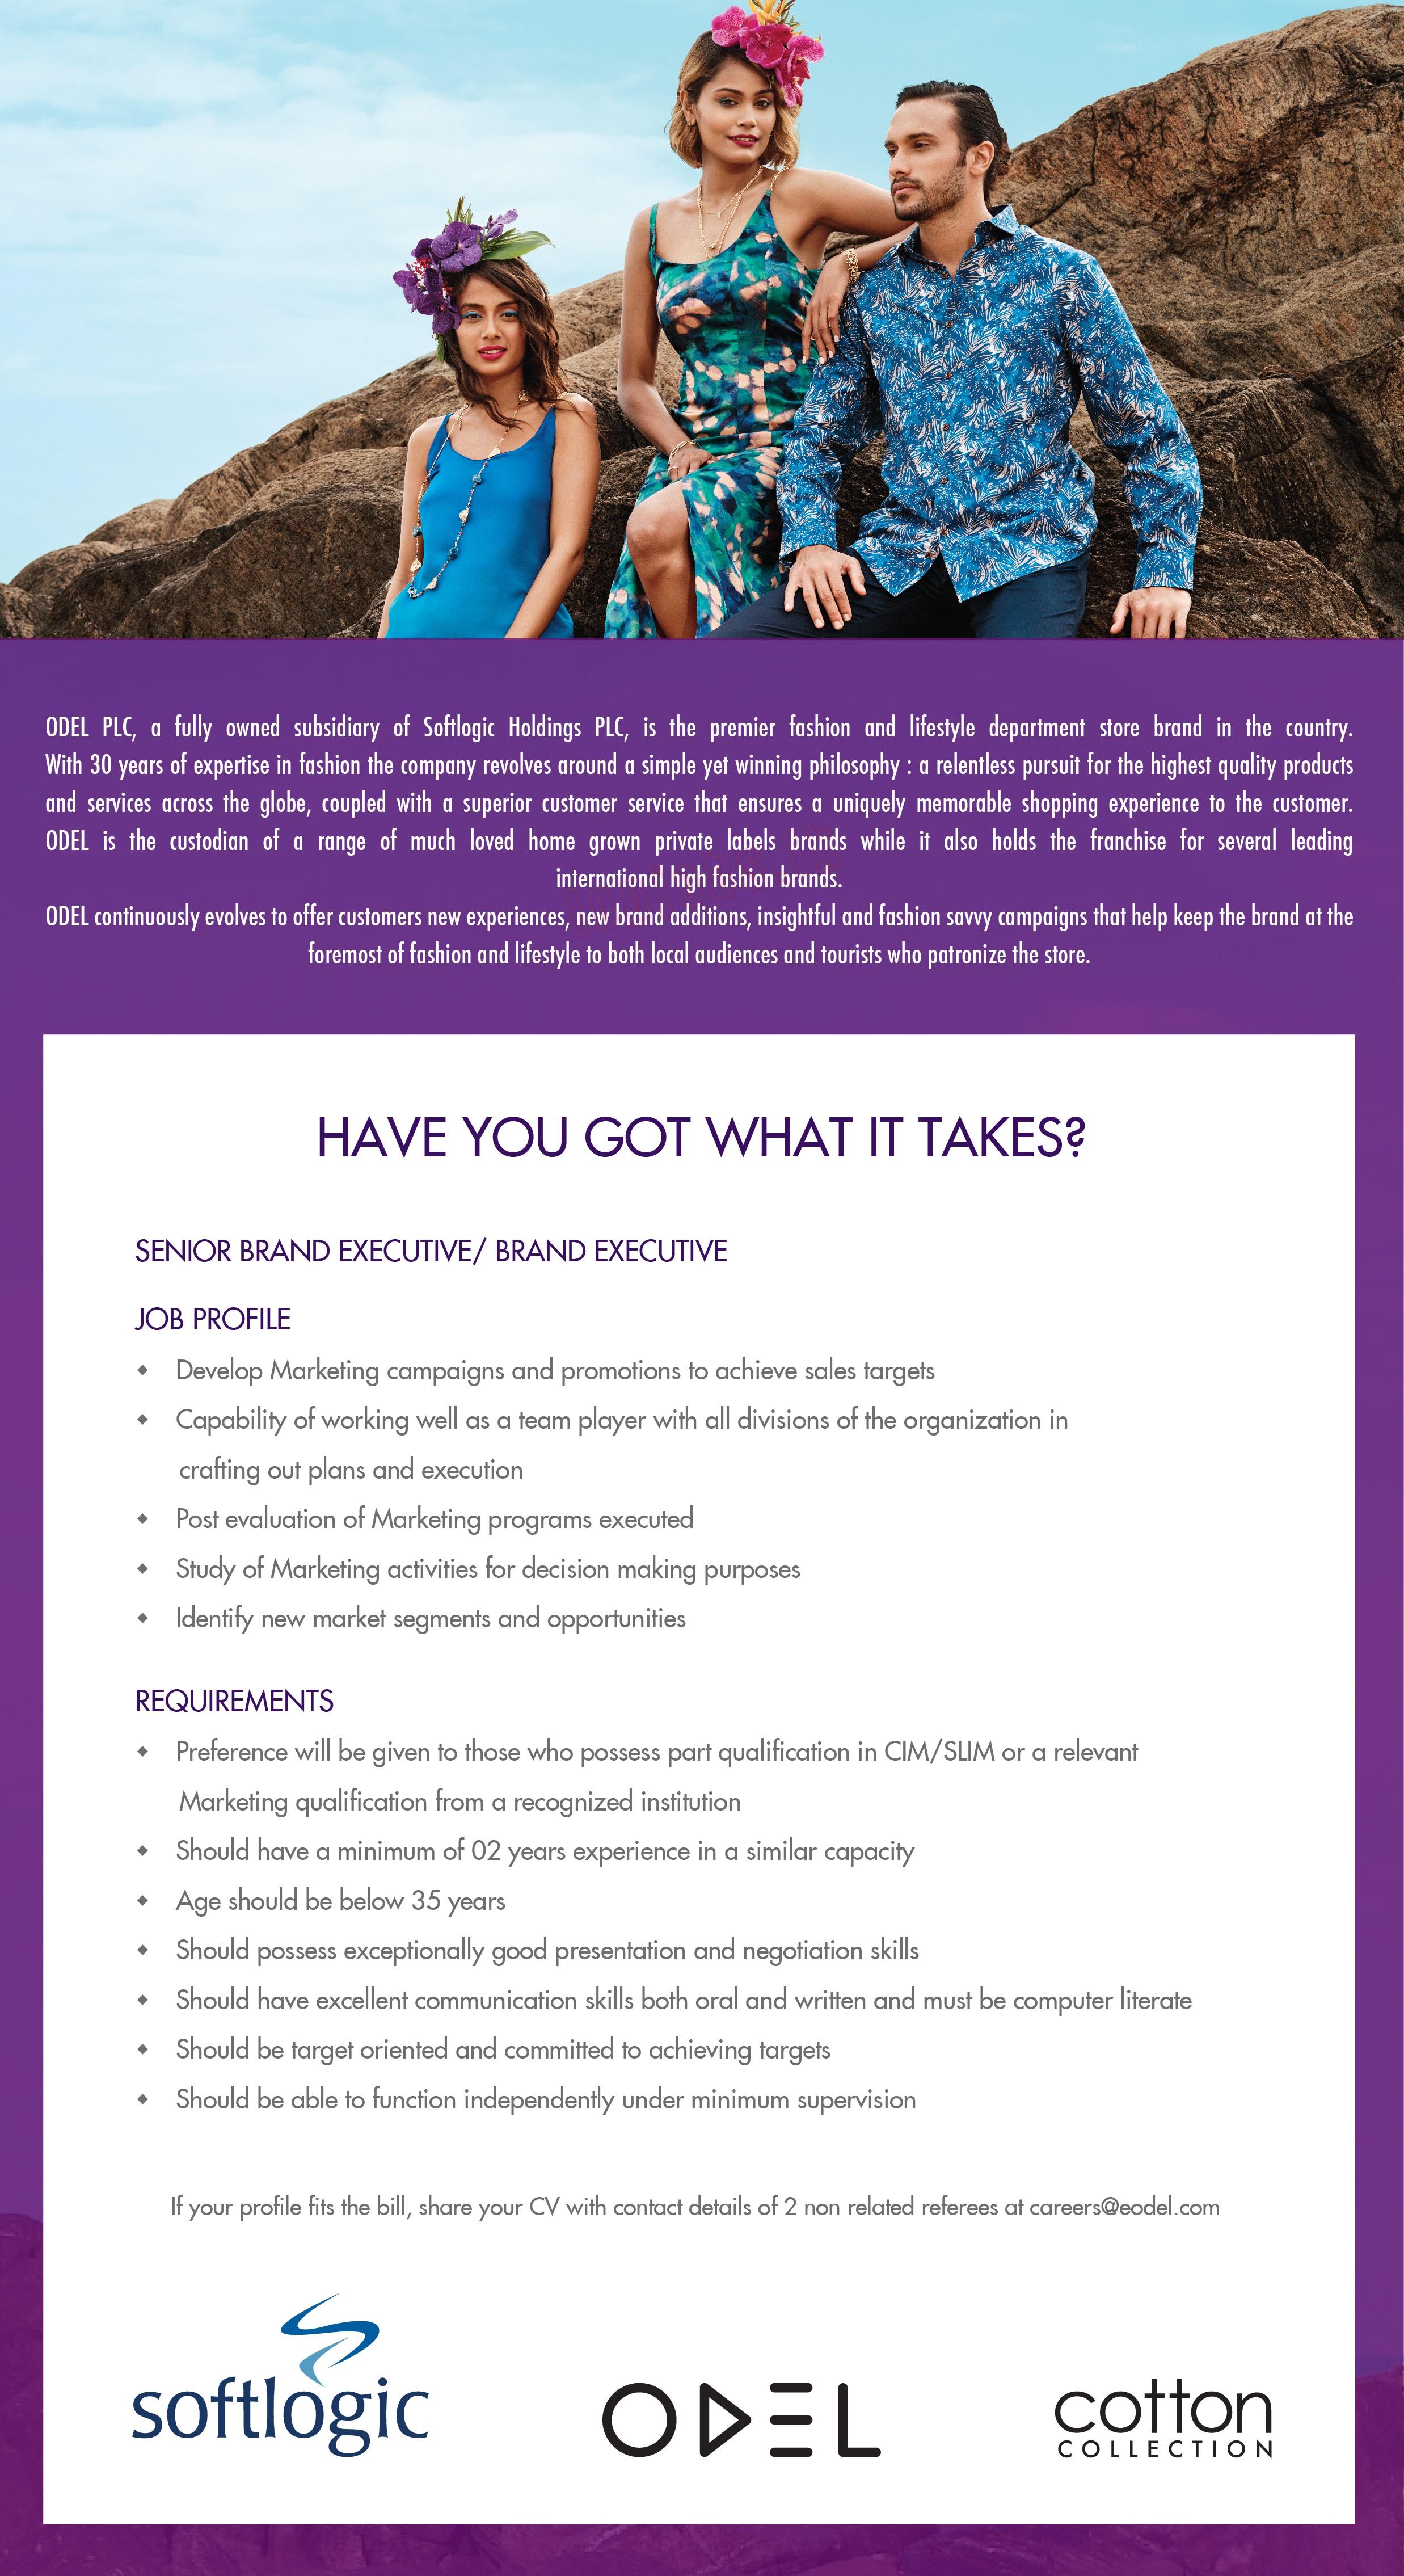 ODEL PLC, a fully owned subsidiary of Softlogic Holdings PLC, is the premier fashion and lifestyle department store brand in the country.
With 30 years of expertise in fashion the company revolves around a simple yet winning philosophy : a relentless pursuit for the highest quality products
and services across the globe, coupled with a superior customer service that ensures a uniquely memorable shopping experience to the customer.
ODEL is the custodian of a range of much loved home grown private labels brands while it also holds the franchise for several leading
international high fashion brands.
ODEL continuously evolves to offer customers new experiences, new brand additions, insightful and fashion savvy campaigns that help keep the brand at the
foremost of fashion and lifestyle to both local audiences and tourists who patronize the store.
HAVE YOU GOT WHAT IT TAKES?
SENIOR BRAND EXECUTIVE/ BRAND EXECUTIVE
JOB PROFILE
◆ Develop Marketing campaigns and promotions to achieve sales targets
◆ Capability of working well as a team player with all divisions of the organization in
crafting out plans and execution
◆ Post evaluation of Marketing programs executed
◆ Study of Marketing activities for decision making purposes
◆ Identify new market segments and opportunities
REQUIREMENTS
◆ Preference will be given to those who possess part qualification in CIM/SLIM or a relevant
Marketing qualification from a recognized institution
◆ Should have a minimum of 02 years experience in a similar capacity
◆ Age should be below 35 years
◆ Should possess exceptionally good presentation and negotiation skills
◆ Should have excellent communication skills both oral and written and must be computer literate
◆ Should be target oriented and committed to achieving targets
◆ Should be able to function independently under minimum supervision
If your profile fits the bill, share your CV with contact details of 2 non related referees at careers@eodel.com
softlogic
ODEL
cotton
COLLECTION